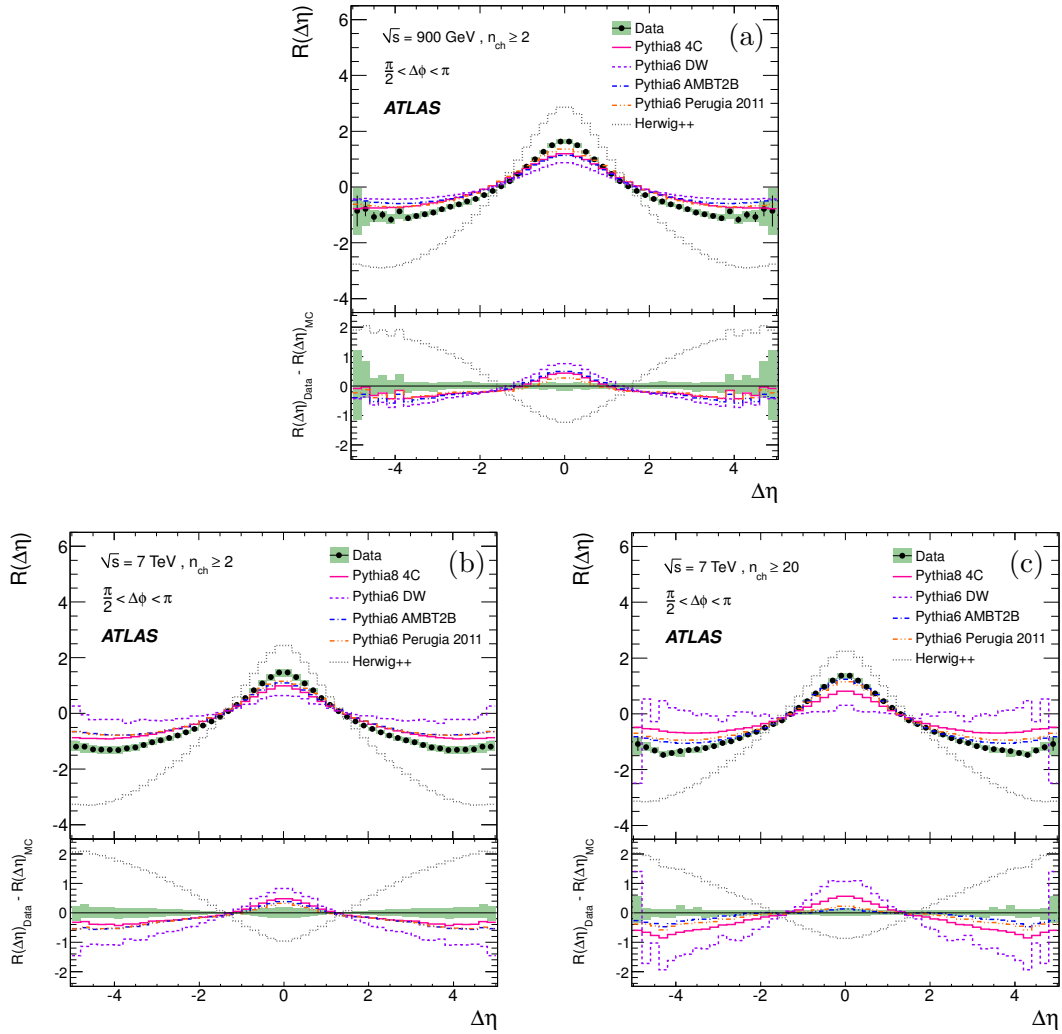 R(Δη)
6
4
2
0
-2
-4
√s = 900 GeV , n_ch ≥ 2
π/2 < Δϕ < π
ATLAS
(a)
Data
Pythia8 4C
Pythia6 DW
Pythia6 AMBT2B
Pythia6 Perugia 2011
Herwig++
R(Δη)_Data - R(Δη)_MC
2
1
0
-1
-2
-4 -2 0 2 4
Δη
R(Δη)
6
4
2
0
-2
-4
√s = 7 TeV , n_ch ≥ 2
π/2 < Δϕ < π
ATLAS
(b)
Data
Pythia8 4C
Pythia6 DW
Pythia6 AMBT2B
Pythia6 Perugia 2011
Herwig++
R(Δη)_Data - R(Δη)_MC
2
1
0
-1
-2
-4 -2 0 2 4
Δη
R(Δη)
6
4
2
0
-2
-4
√s = 7 TeV , n_ch ≥ 20
π/2 < Δϕ < π
ATLAS
(c)
Data
Pythia8 4C
Pythia6 DW
Pythia6 AMBT2B
Pythia6 Perugia 2011
Herwig++
R(Δη)_Data - R(Δη)_MC
2
1
0
-1
-2
-4 -2 0 2 4
Δη